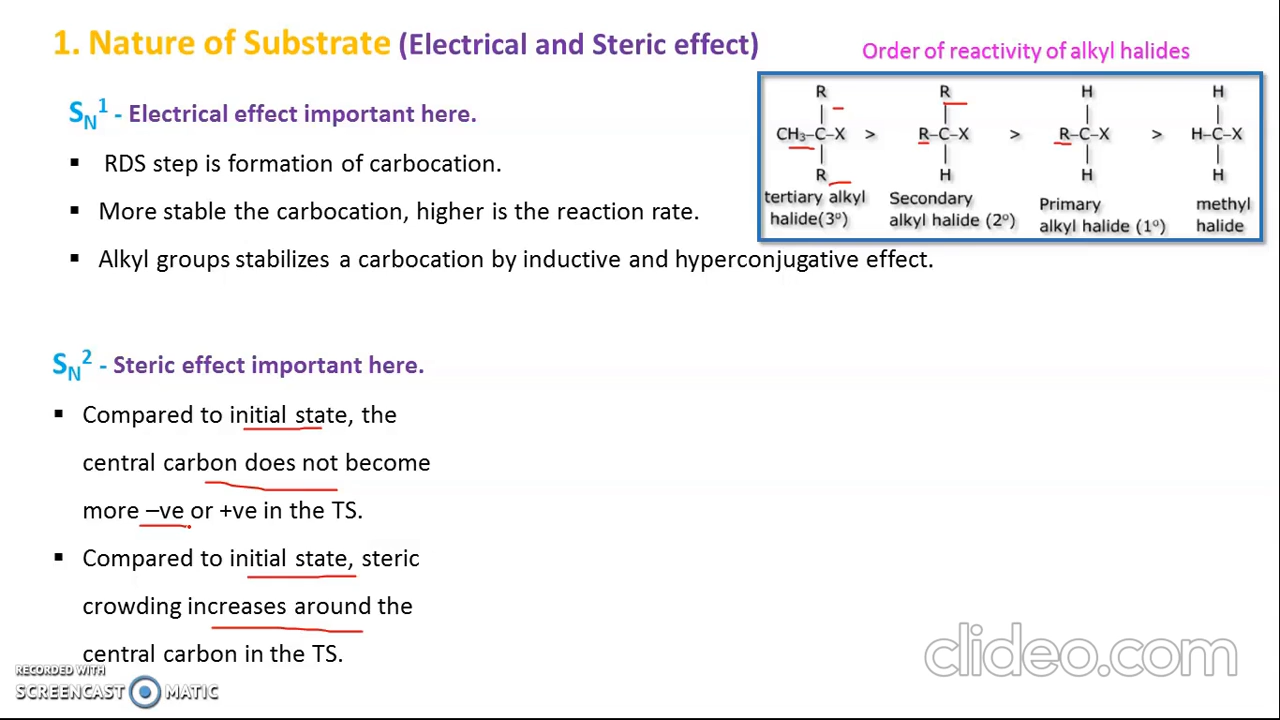 1. Nature of Substrate (Electrical and Steric effect)
Order of reactivity of alkyl halides
R R H H
CH₃–C–X > R–C–X > R–C–X > H–C–X
R H H H
tertiary alkyl halide(3°)
Secondary alkyl halide (2°)
Primary alkyl halide (1°)
methyl halide
S_N¹ - Electrical effect important here.
▪ RDS step is formation of carbocation.
▪ More stable the carbocation, higher is the reaction rate.
▪ Alkyl groups stabilizes a carbocation by inductive and hyperconjugative effect.
S_N² - Steric effect important here.
▪ Compared to initial state, the
central carbon does not become
more –ve or +ve in the TS.
▪ Compared to initial state, steric
crowding increases around the
central carbon in the TS.
RECORDED WITH
SCREENCAST MATIC
clideo.com